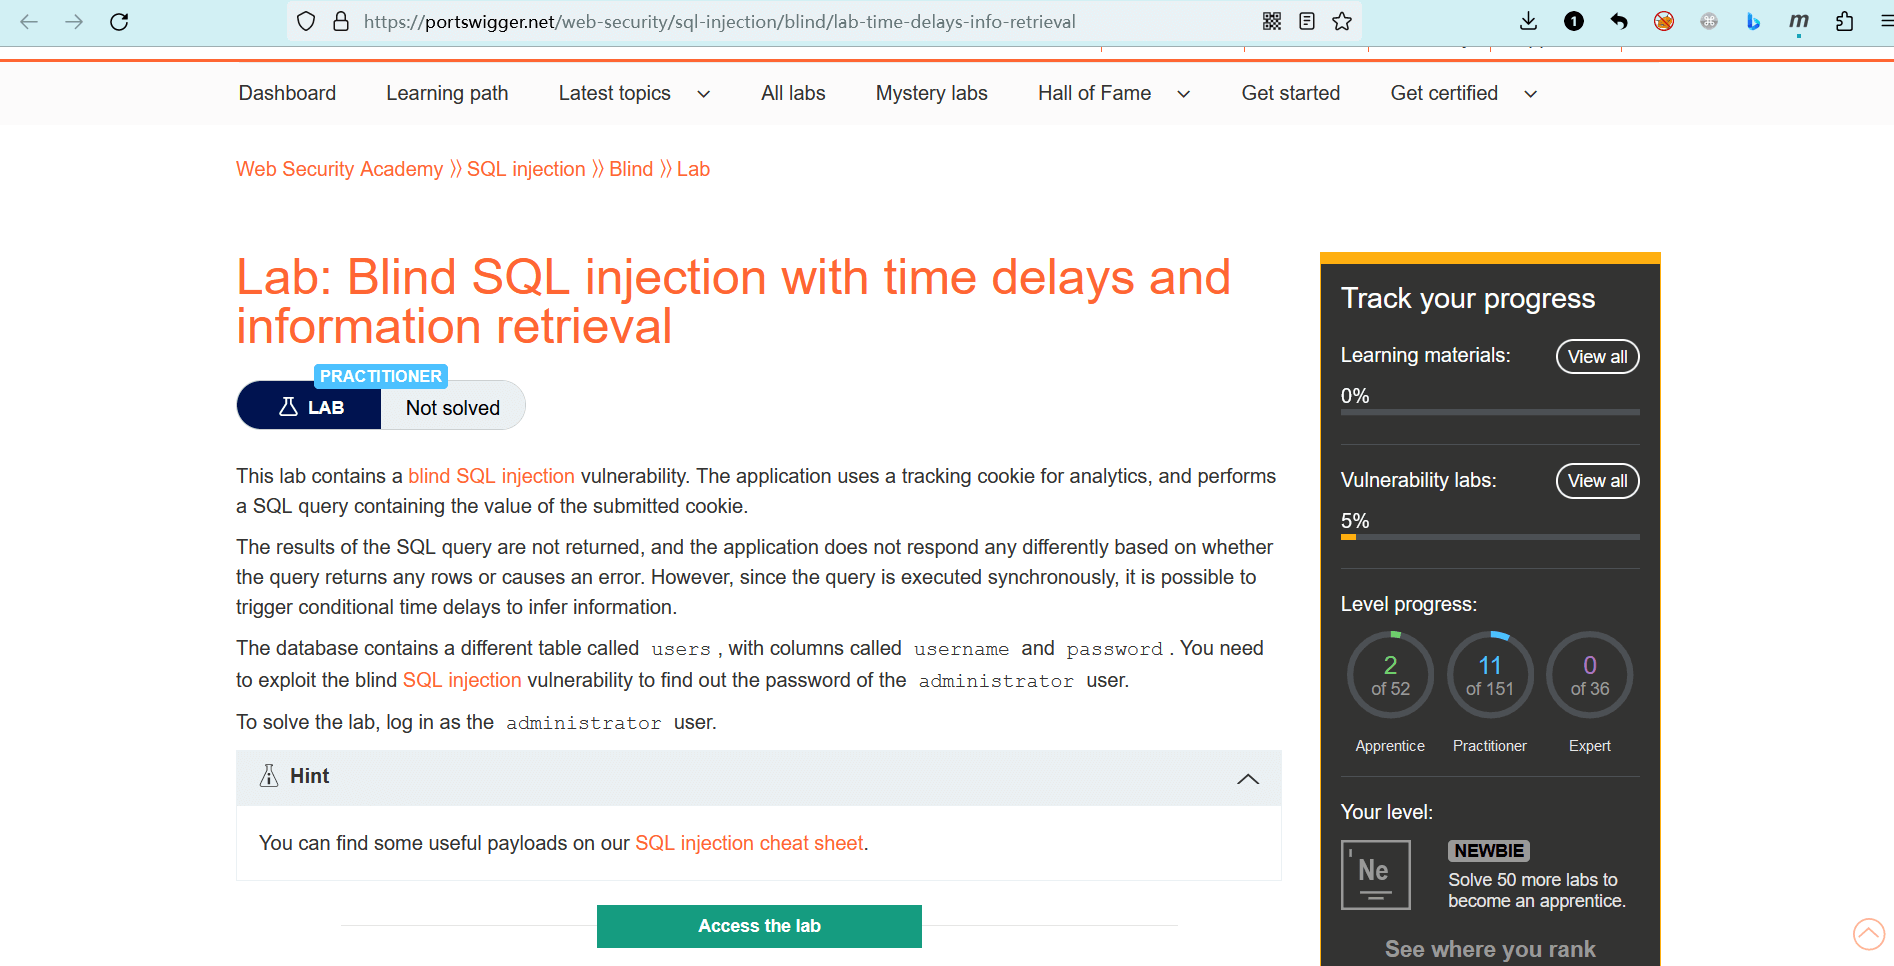 https://portswigger.net/web-security/sql-injection/blind/lab-time-delays-info-retrieval
1
m
Dashboard
Learning path
Latest topics
All labs
Mystery labs
Hall of Fame
Get started
Get certified
Web Security Academy
SQL injection
Blind
Lab
Lab: Blind SQL injection with time delays and
information retrieval
PRACTITIONER
LAB
Not solved
This lab contains a blind SQL injection vulnerability. The application uses a tracking cookie for analytics, and performs
a SQL query containing the value of the submitted cookie.
The results of the SQL query are not returned, and the application does not respond any differently based on whether
the query returns any rows or causes an error. However, since the query is executed synchronously, it is possible to
trigger conditional time delays to infer information.
The database contains a different table called users , with columns called username and password . You need
to exploit the blind SQL injection vulnerability to find out the password of the administrator user.
To solve the lab, log in as the administrator user.
Hint
You can find some useful payloads on our SQL injection cheat sheet.
Access the lab
Track your progress
Learning materials:
View all
0%
Vulnerability labs:
View all
5%
Level progress:
2
of 52
11
of 151
0
of 36
Apprentice
Practitioner
Expert
Your level:
Ne
NEWBIE
Solve 50 more labs to
become an apprentice.
See where you rank